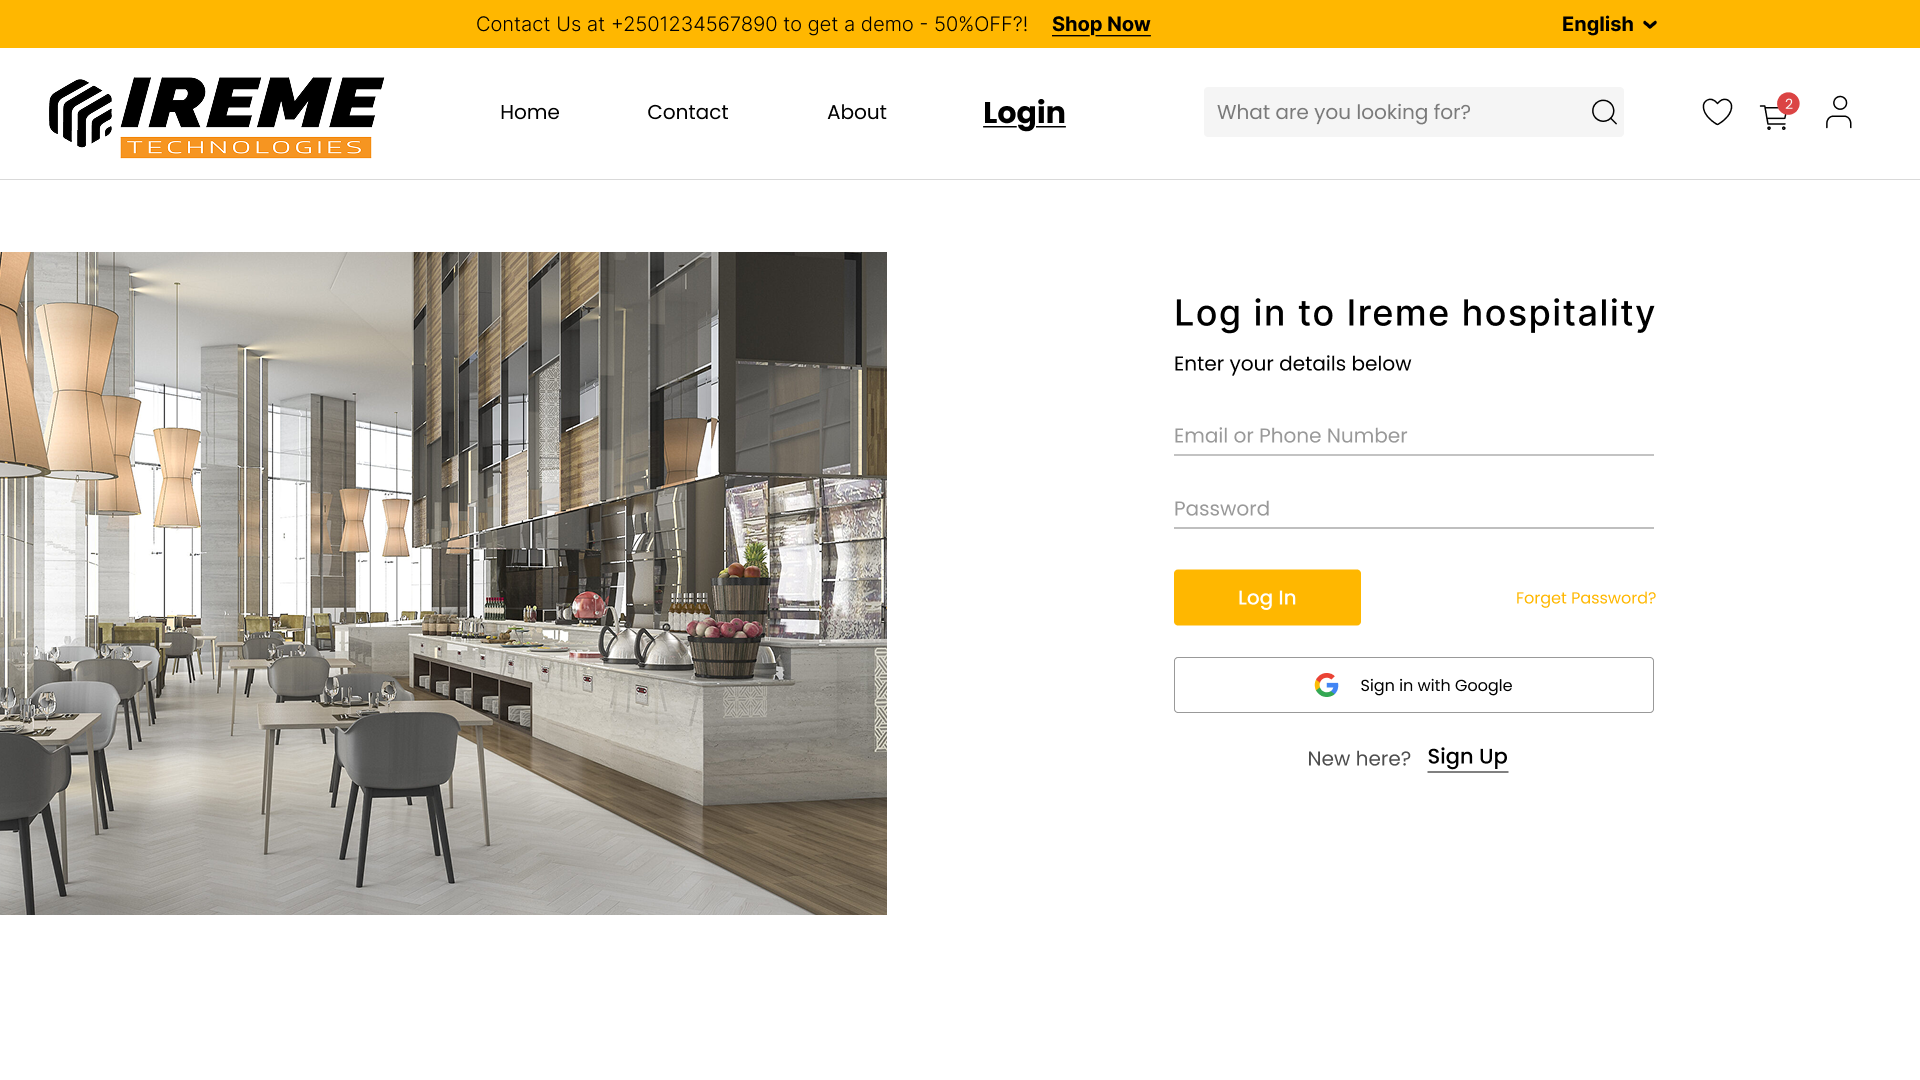 Contact Us at +2501234567890 to get a demo - 50%OFF?! Shop Now
English
IREME
TECHNOLOGIES
Home
Contact
About
Login
What are you looking for?
2
Log in to Ireme hospitality
Enter your details below
Email or Phone Number
Password
Log In
Forget Password?
Sign in with Google
New here? Sign Up